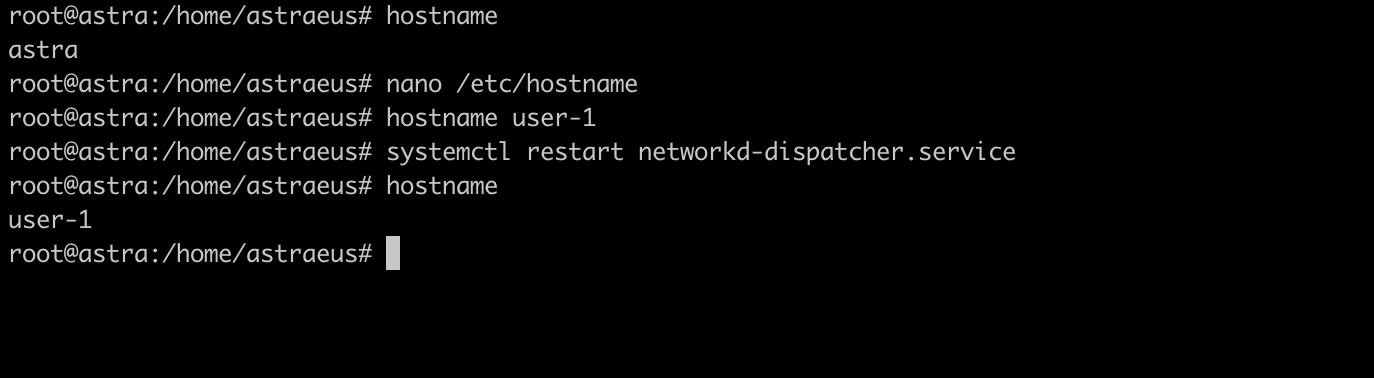 root@astra:/home/astraeus# hostname
astra
root@astra:/home/astraeus# nano /etc/hostname
root@astra:/home/astraeus# hostname user-1
root@astra:/home/astraeus# systemctl restart networkd-dispatcher.service
root@astra:/home/astraeus# hostname
user-1
root@astra:/home/astraeus#